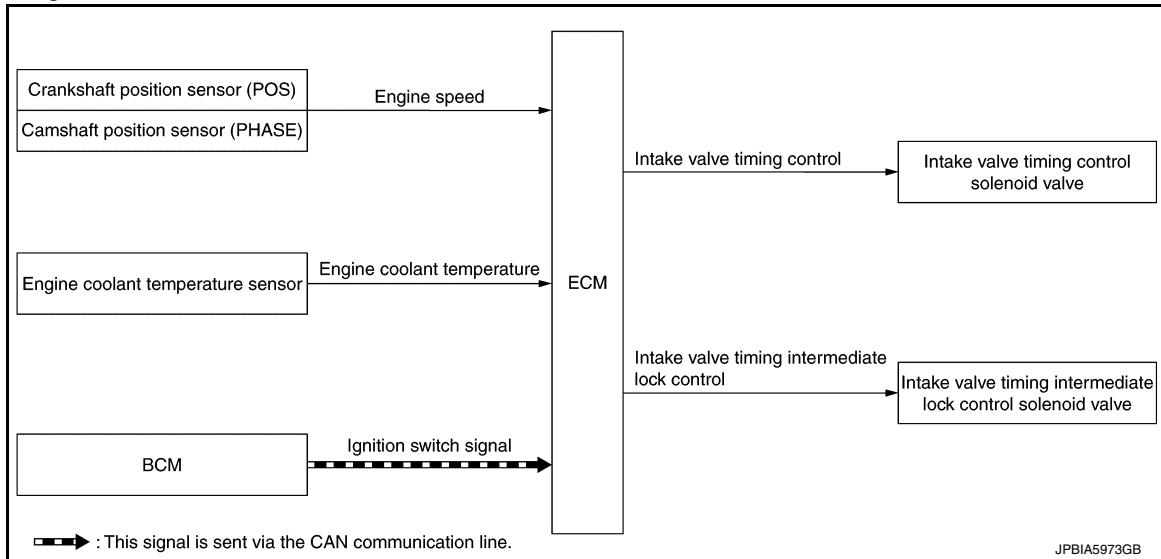 Crankshaft position sensor (POS)
Camshaft position sensor (PHASE)
Engine speed
Engine coolant temperature sensor
Engine coolant temperature
BCM
Ignition switch signal
ECM
Intake valve timing control
Intake valve timing control
solenoid valve
Intake valve timing intermediate
lock control
Intake valve timing intermediate
lock control solenoid valve
: This signal is sent via the CAN communication line.
JPBIA5973GB